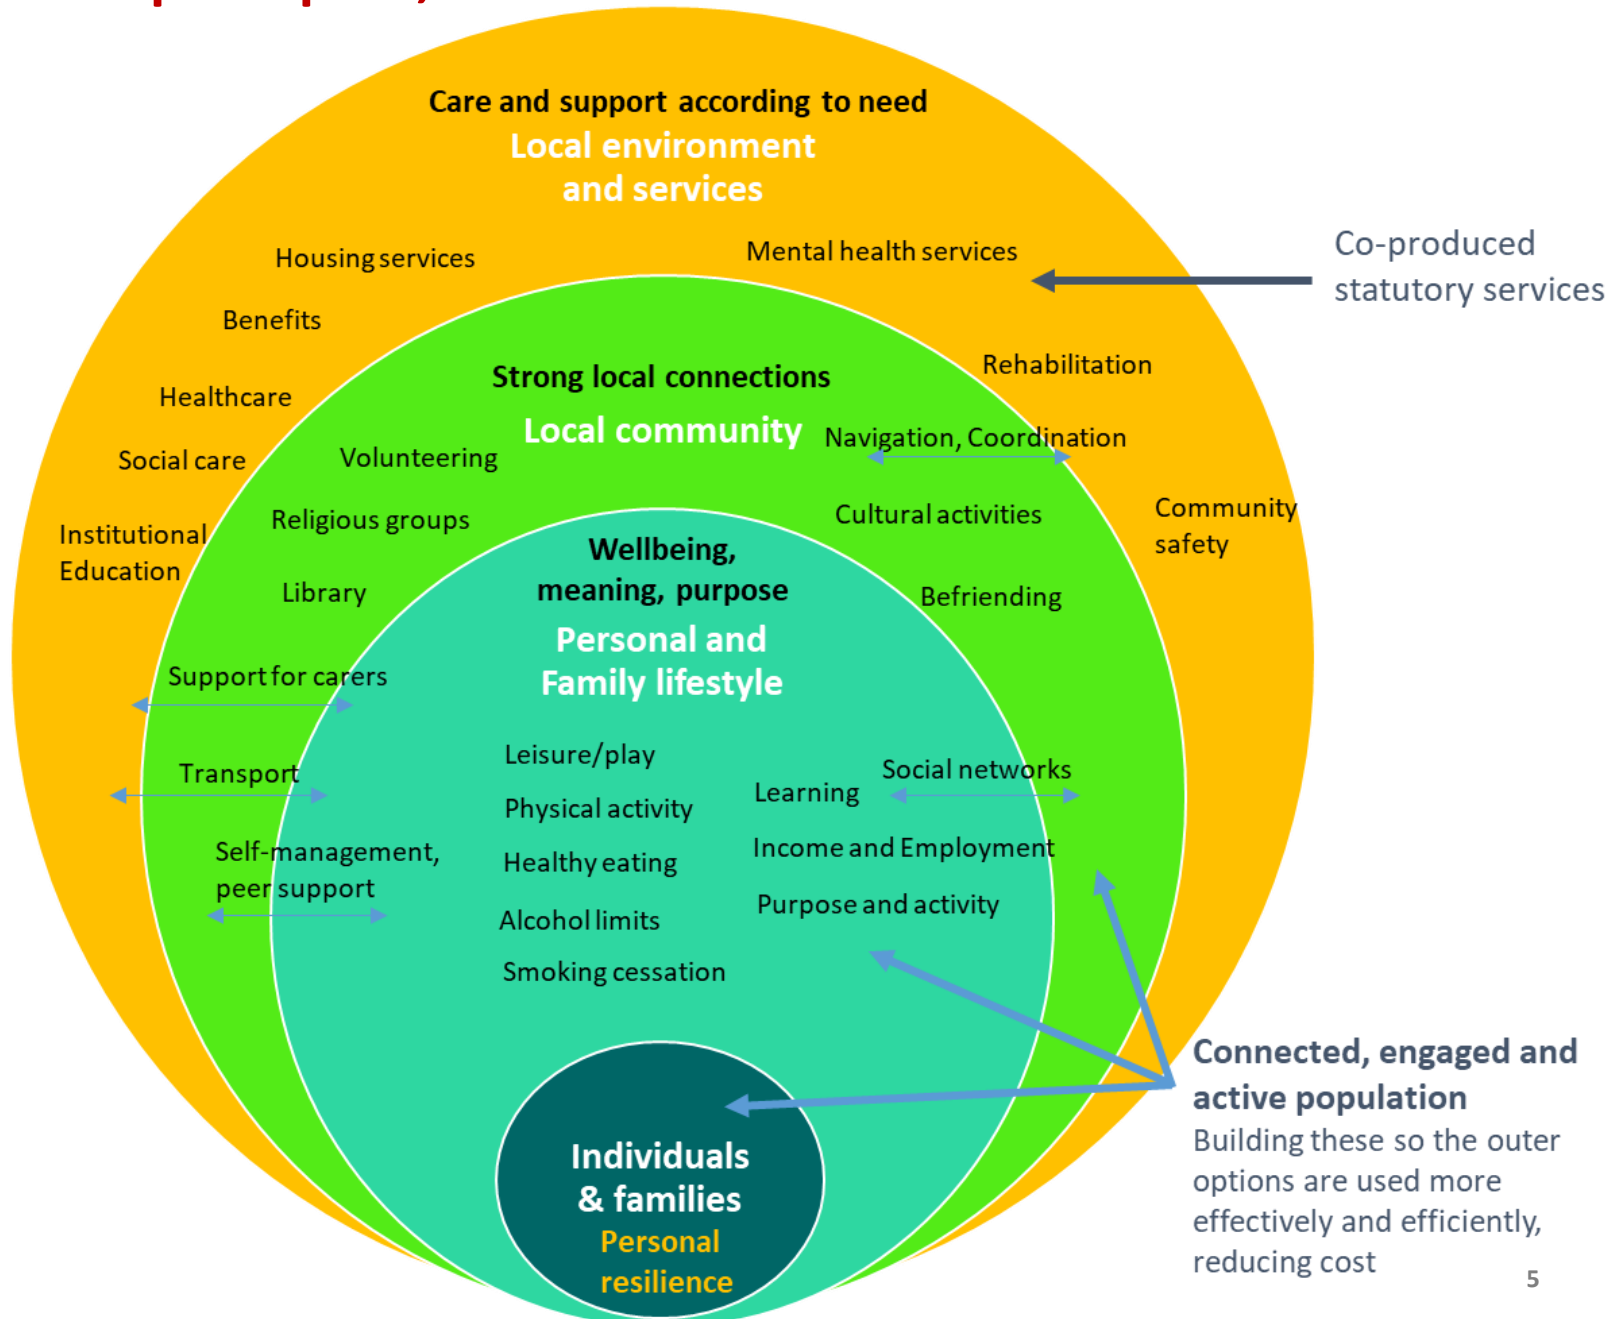 Care and support according to need
Local environment
and services
Housing services
Mental health services
Benefits
Healthcare
Social care
Institutional
Education
Rehabilitation
Community
safety
Co-produced
statutory services
Strong local connections
Local community
Volunteering
Navigation, Coordination
Religious groups
Cultural activities
Library
Befriending
Support for carers
Transport
Self-management,
peer support
Social networks
Wellbeing,
meaning, purpose
Personal and
Family lifestyle
Leisure/play
Physical activity
Healthy eating
Alcohol limits
Smoking cessation
Learning
Income and Employment
Purpose and activity
Individuals
& families
Personal
resilience
Connected, engaged and
active population
Building these so the outer
options are used more
effectively and efficiently,
reducing cost
5